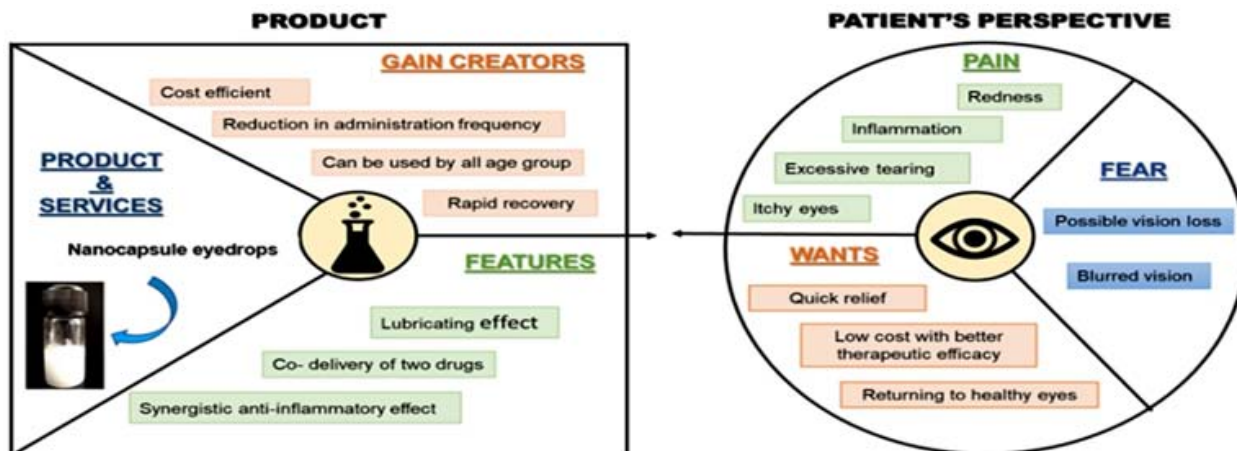 PRODUCT
GAIN CREATORS
Cost efficient
Reduction in administration frequency
Can be used by all age group
Rapid recovery
PRODUCT
&
SERVICES
Nanocapsule eyedrops
FEATURES
Lubricating effect
Co- delivery of two drugs
Synergistic anti-inflammatory effect
PATIENT'S PERSPECTIVE
PAIN
Redness
Inflammation
Excessive tearing
Itchy eyes
FEAR
Possible vision loss
Blurred vision
WANTS
Quick relief
Low cost with better
therapeutic efficacy
Returning to healthy eyes